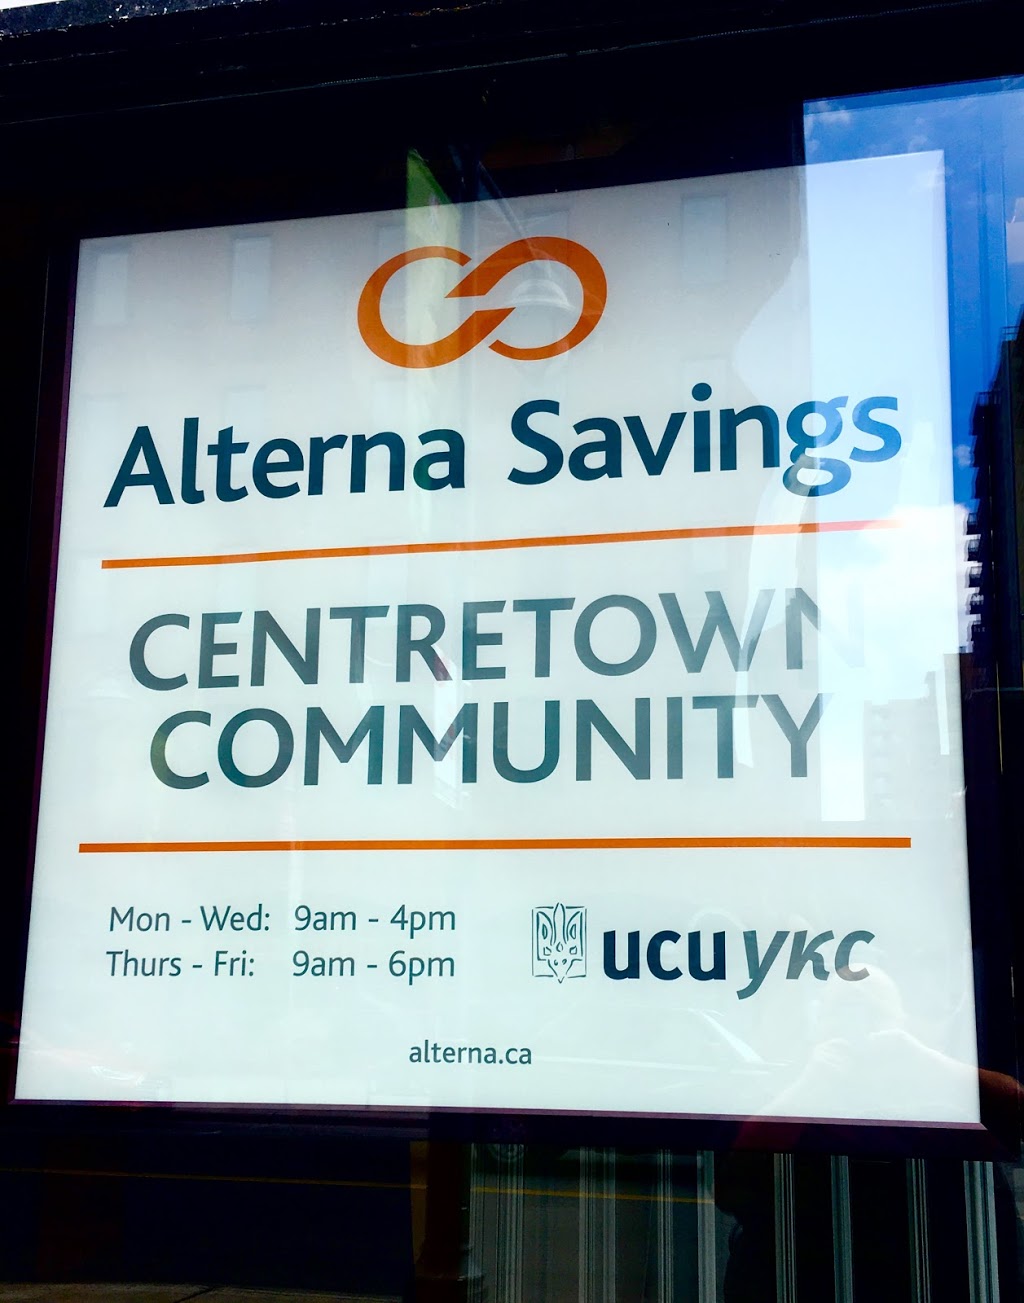 Alterna Savings
CENTRETOWN
COMMUNITY
Mon - Wed: 9am - 4pm
Thurs - Fri: 9am - 6pm
ucu укс
alterna.ca